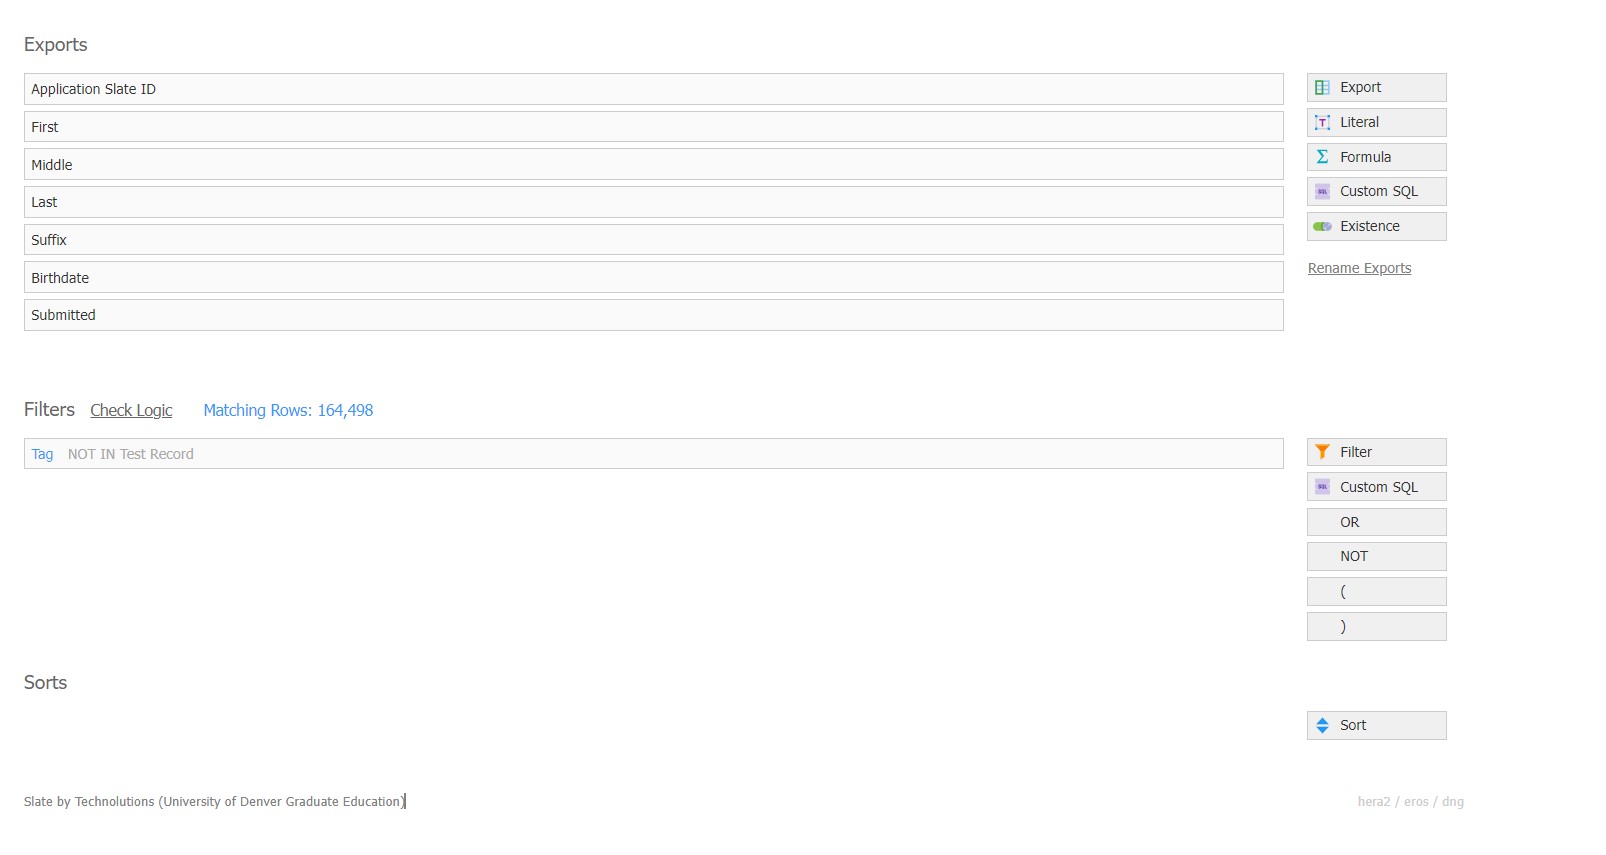 Exports
Application Slate ID
First
Middle
Last
Suffix
Birthdate
Submitted
Export
Literal
Formula
Custom SQL
Existence
Rename Exports
Filters Check Logic Matching Rows: 164,498
Tag NOT IN Test Record
Filter
Custom SQL
OR
NOT
(
)
Sorts
Sort
Slate by Technolutions (University of Denver Graduate Education)
hera2 / eros / dng